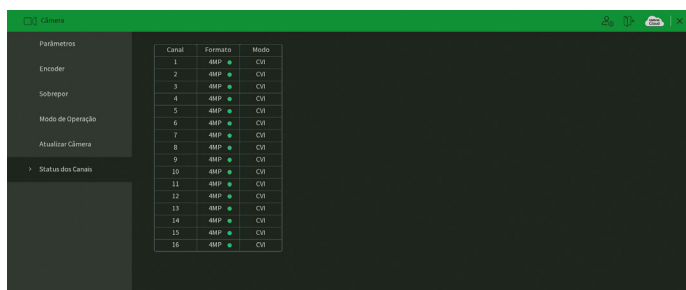 Câmera
Parâmetros
Encoder
Sobrepor
Modo de Operação
Atualizar Câmera
> Status dos Canais
Canal Formato Modo
1 4MP CVI
2 4MP CVI
3 4MP CVI
4 4MP CVI
5 4MP CVI
6 4MP CVI
7 4MP CVI
8 4MP CVI
9 4MP CVI
10 4MP CVI
11 4MP CVI
12 4MP CVI
13 4MP CVI
14 4MP CVI
15 4MP CVI
16 4MP CVI